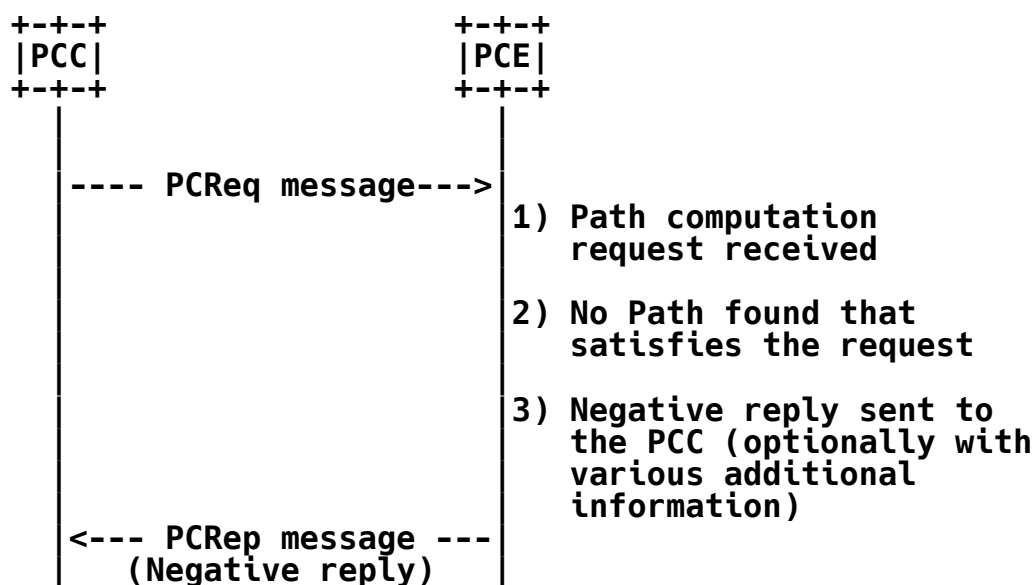 +-+-+ +-+-+
|PCC| |PCE|
+-+-+ +-+-+
|---- PCReq message--->|
|1) Path computation
request received
|2) No Path found that
satisfies the request
|3) Negative reply sent to
the PCC (optionally with
various additional
information)
|<--- PCRep message ---|
| (Negative reply) |